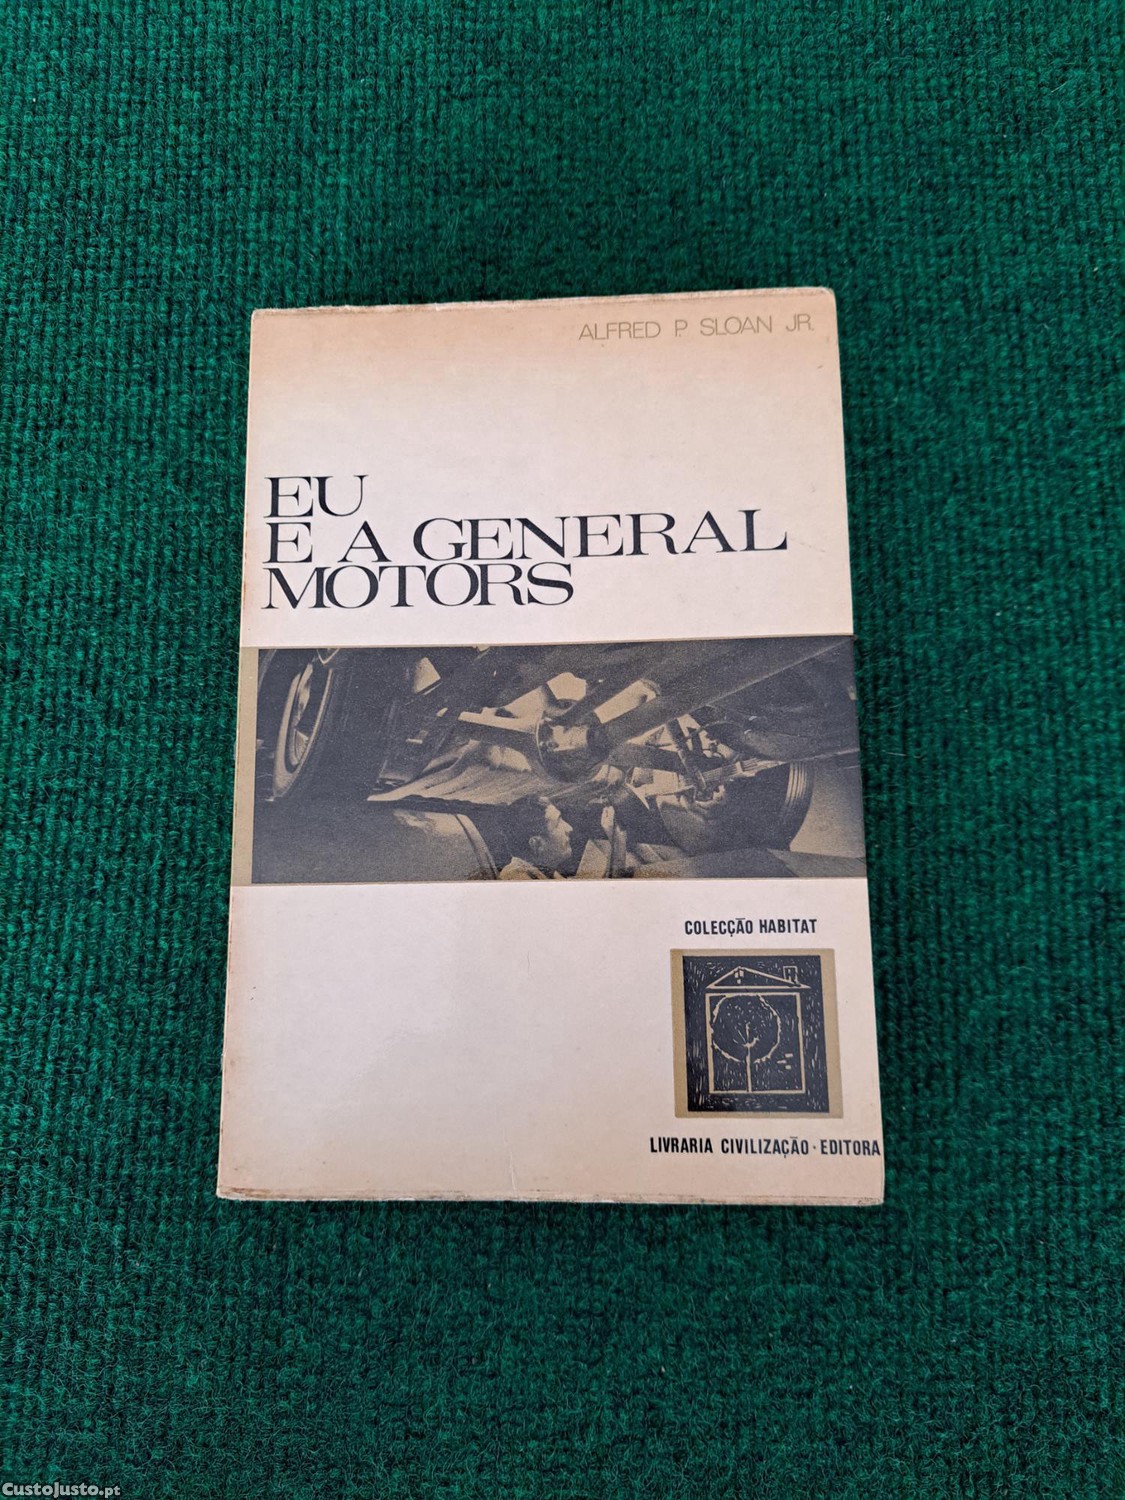 ALFRED P. SLOAN JR.
EU
E A GENERAL
MOTORS
COLECÇÃO HABITAT
LIVRARIA CIVILIZAÇÃO · EDITORA
CustoJusto.pt